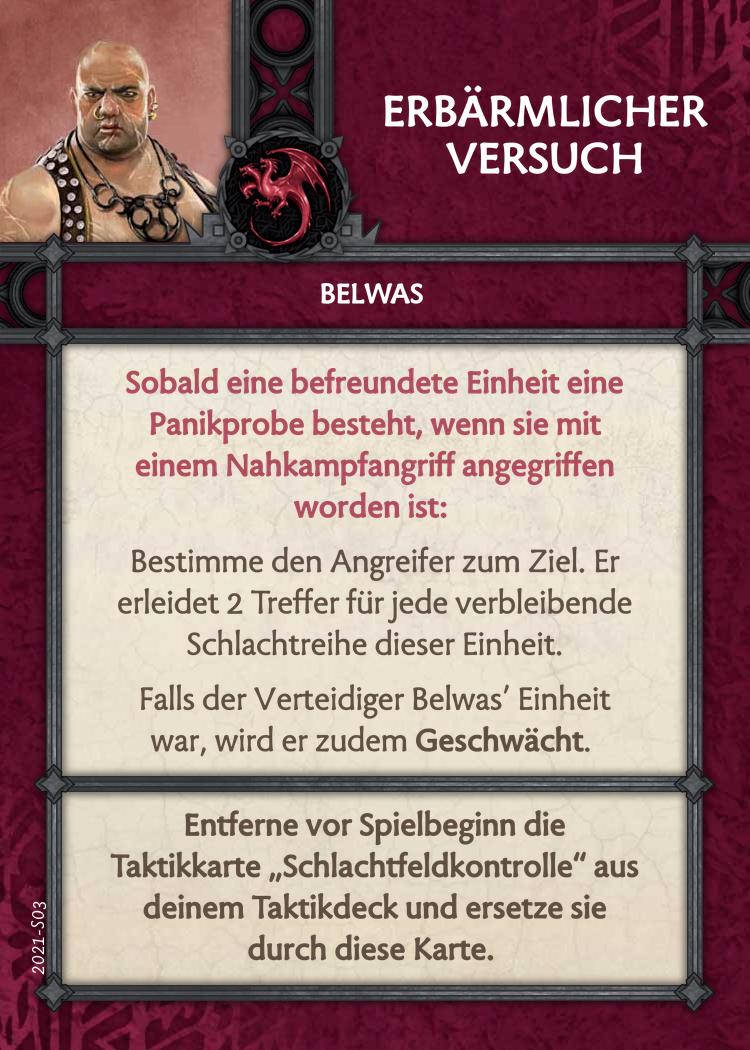 ERBÄRMLICHER
VERSUCH
BELWAS
Sobald eine befreundete Einheit eine
Panikprobe besteht, wenn sie mit
einem Nahkampfangriff angegriffen
worden ist:
Bestimme den Angreifer zum Ziel. Er
erleidet 2 Treffer für jede verbleibende
Schlachtreihe dieser Einheit.
Falls der Verteidiger Belwas’ Einheit
war, wird er zudem Geschwächt.
Entferne vor Spielbeginn die
Taktikkarte „Schlachtfeldkontrolle“ aus
deinem Taktikdeck und ersetze sie
durch diese Karte.
2021-S03